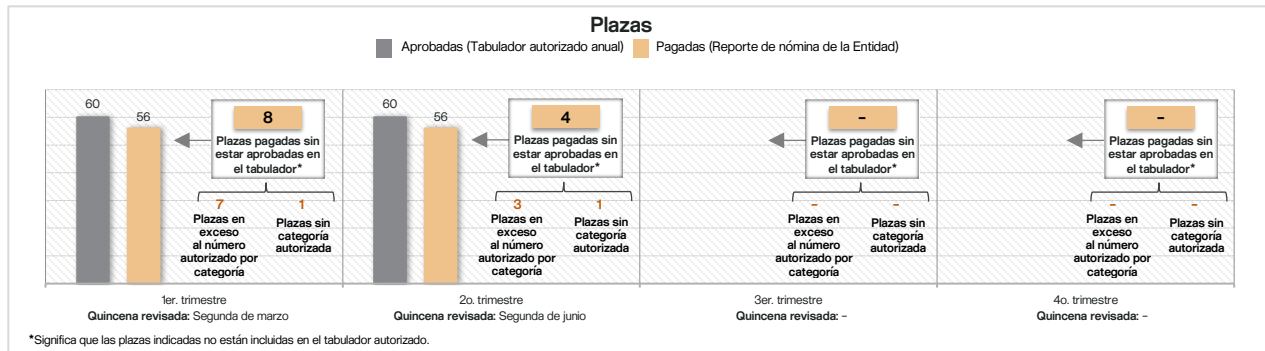 Plazas
Aprobadas (Tabulador autorizado anual) Pagadas (Reporte de nómina de la Entidad)
60
56
8
Plazas pagadas sin
estar aprobadas en
el tabulador*
7
Plazas en
exceso
al número
autorizado por
categoría
1
Plazas sin
categoría
autorizada
1er. trimestre
Quincena revisada: Segunda de marzo
60
56
4
Plazas pagadas sin
estar aprobadas en
el tabulador*
3
Plazas en
exceso
al número
autorizado por
categoría
1
Plazas sin
categoría
autorizada
2o. trimestre
Quincena revisada: Segunda de junio
-
Plazas pagadas sin
estar aprobadas en
el tabulador*
-
Plazas en
exceso
al número
autorizado por
categoría
-
Plazas sin
categoría
autorizada
3er. trimestre
Quincena revisada: -
-
Plazas pagadas sin
estar aprobadas en
el tabulador*
-
Plazas en
exceso
al número
autorizado por
categoría
-
Plazas sin
categoría
autorizada
4o. trimestre
Quincena revisada: -
*Significa que las plazas indicadas no están incluidas en el tabulador autorizado.